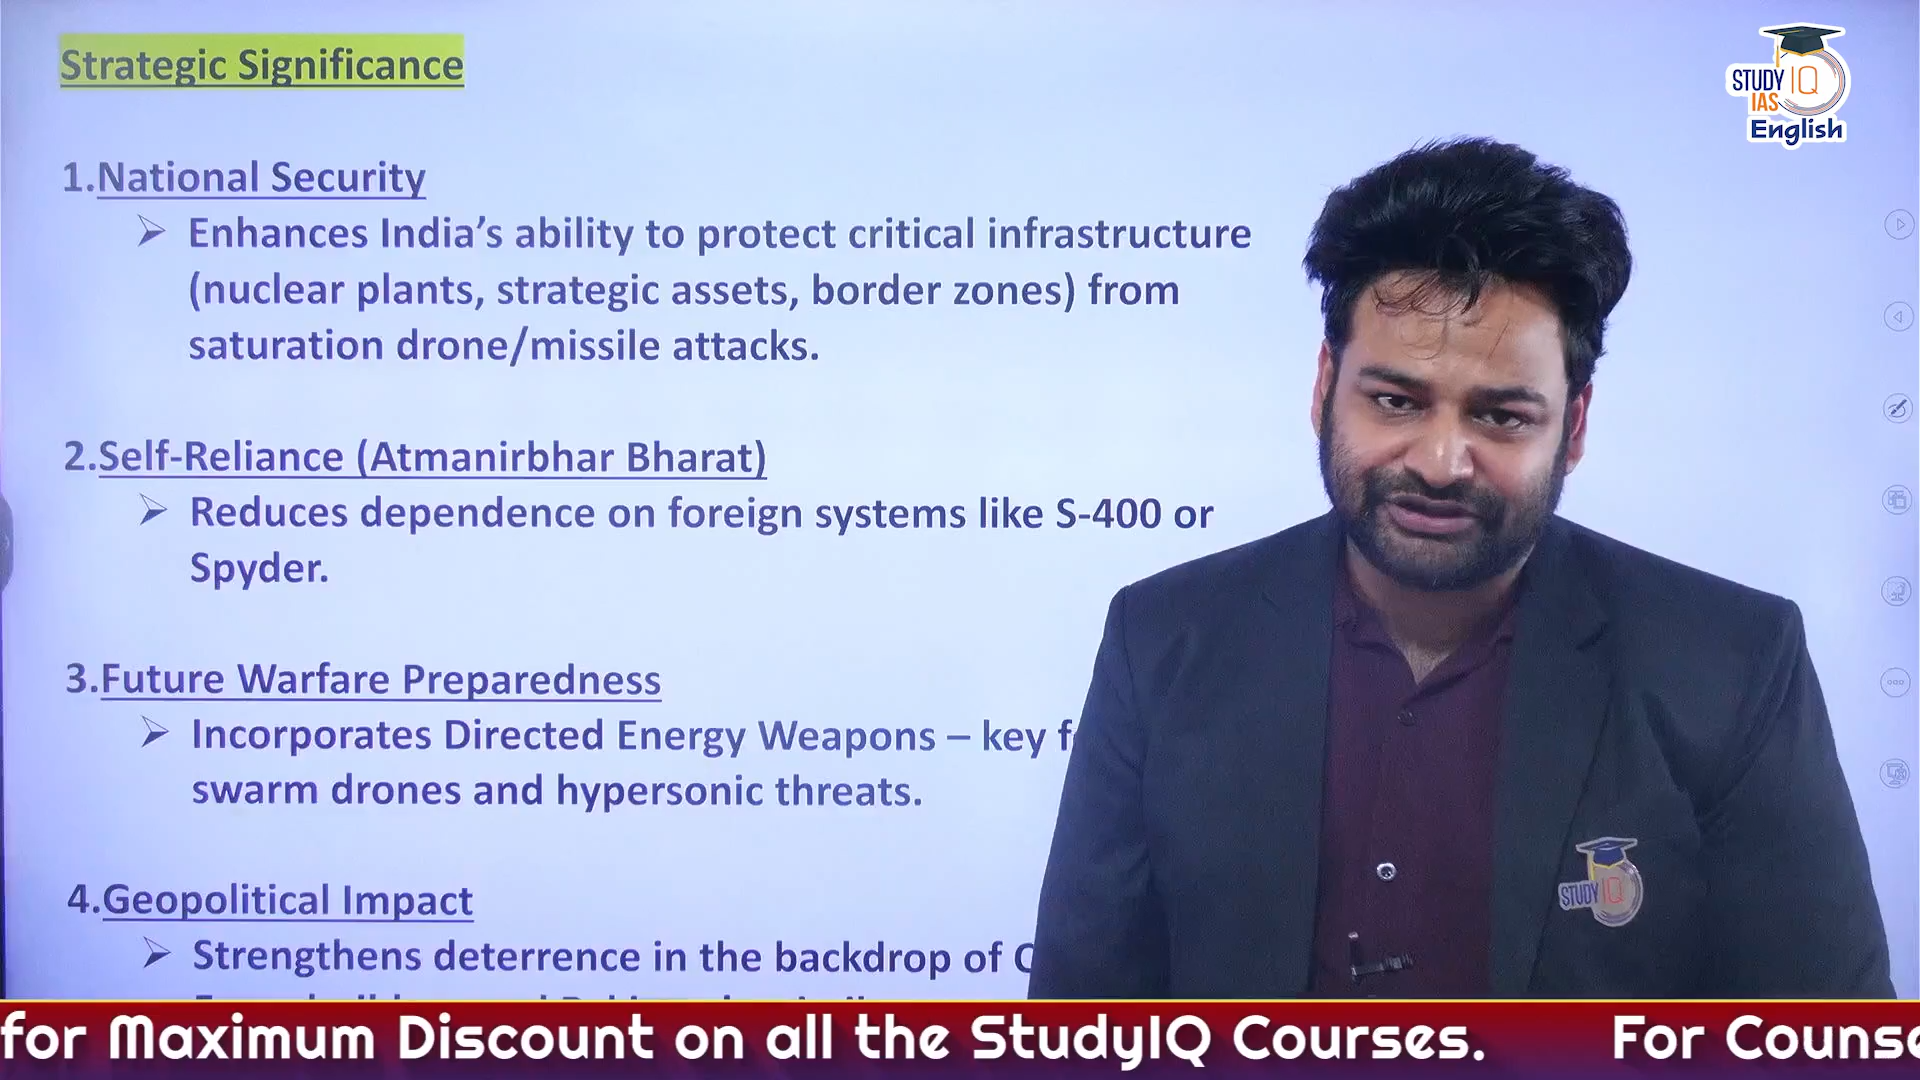 Strategic Significance
STUDY IQ
IAS
English
1.National Security
Enhances India's ability to protect critical infrastructure
(nuclear plants, strategic assets, border zones) from
saturation drone/missile attacks.
2.Self-Reliance (Atmanirbhar Bharat)
Reduces dependence on foreign systems like S-400 or
Spyder.
3.Future Warfare Preparedness
Incorporates Directed Energy Weapons – key
swarm drones and hypersonic threats.
4.Geopolitical Impact
STUDY IQ
Strengthens deterrence in the backdrop of
for Maximum Discount on all the StudyIQ Courses. For